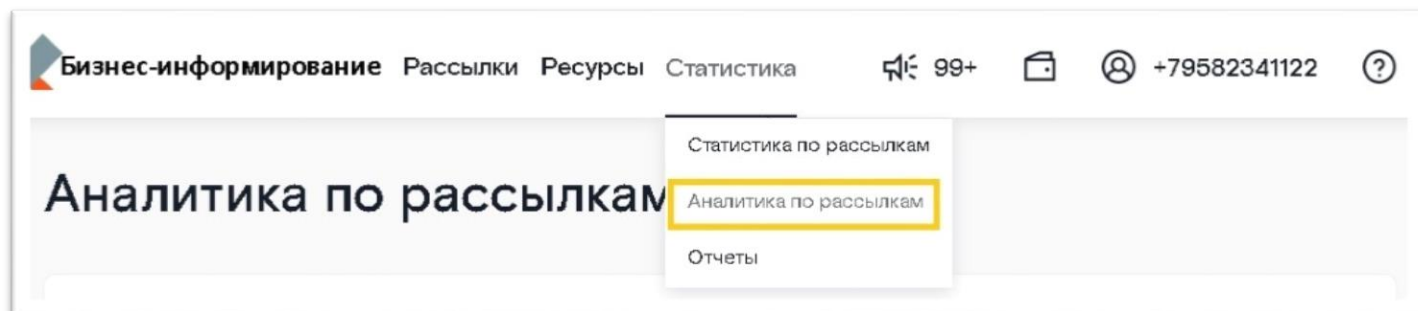 Бизнес-информирование Рассылки Ресурсы Статистика 99+ +79582341122 ?
Статистика по рассылкам
Аналитика по рассылкам
Аналитика по рассылкам
Отчеты